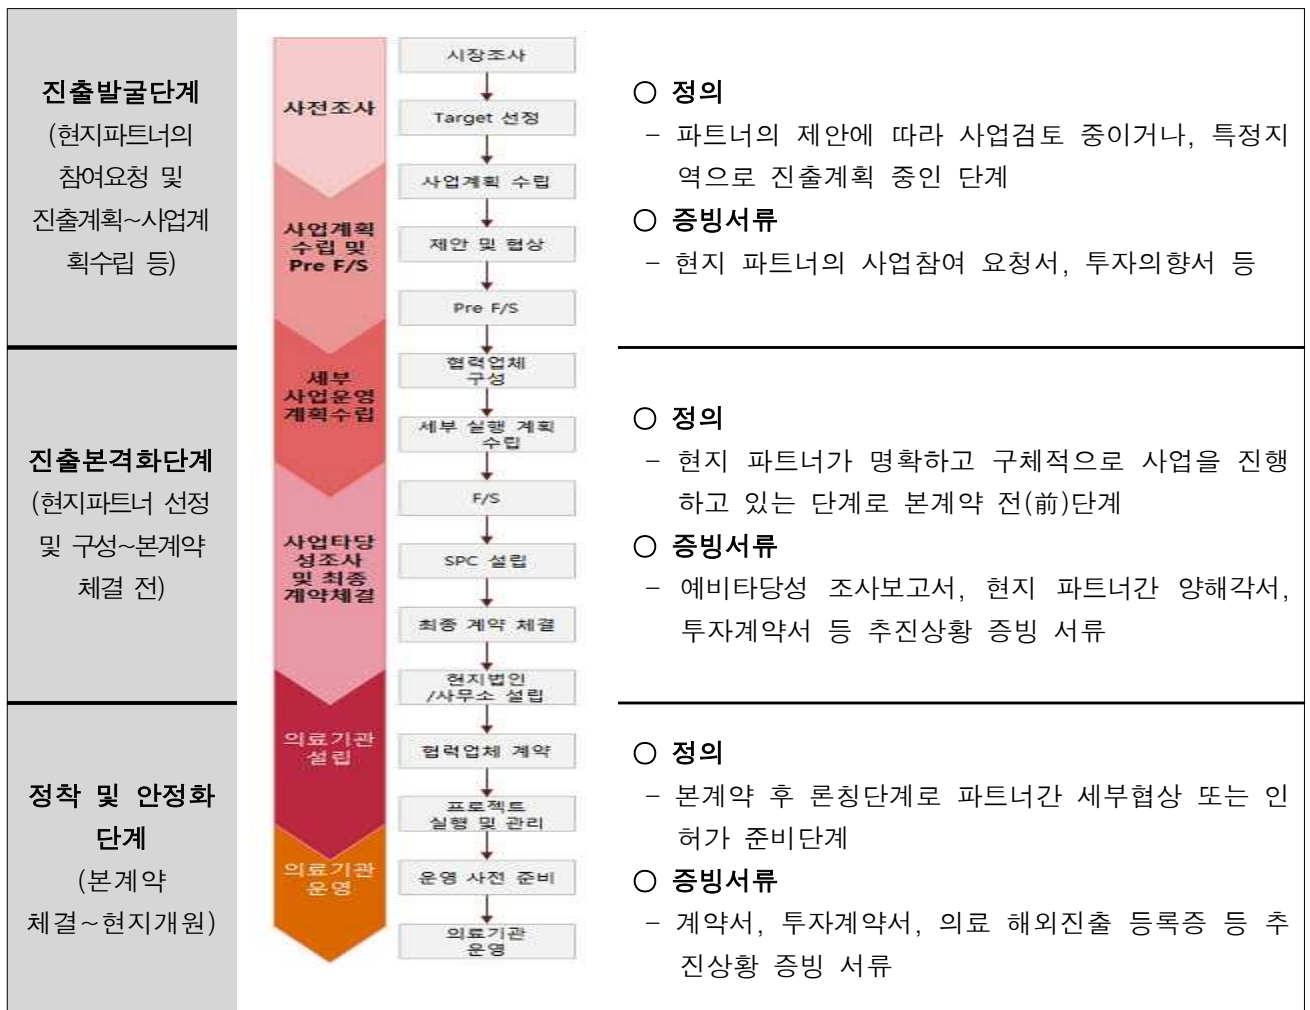 진출발굴단계
(현지파트너의
참여요청 및
진출계획~사업계
획수립 등)
사전조사
사업계획
수립 및
Pre F/S
시장조사
Target 선정
사업계획 수립
제안 및 협상
Pre F/S
○ 정의
- 파트너의 제안에 따라 사업검토 중이거나, 특정지
역으로 진출계획 중인 단계
○ 증빙서류
- 현지 파트너의 사업참여 요청서, 투자의향서 등
진출본격화단계
(현지파트너 선정
및 구성~본계약
체결 전)
세부
사업운영
계획수립
사업타당
성조사
및 최종
계약체결
협력업체
구성
세부 실행 계획
수립
F/S
SPC 설립
최종 계약 체결
현지법인
/사무소 설립
○ 정의
- 현지 파트너가 명확하고 구체적으로 사업을 진행
하고 있는 단계로 본계약 전(前)단계
○ 증빙서류
- 예비타당성 조사보고서, 현지 파트너간 양해각서,
투자계약서 등 추진상황 증빙 서류
정착 및 안정화
단계
(본계약
체결~현지개원)
의료기관
설립
의료기관
운영
협력업체 계약
프로젝트
실행 및 관리
운영 사전 준비
의료기관
운영
○ 정의
- 본계약 후 론칭단계로 파트너간 세부협상 또는 인
허가 준비단계
○ 증빙서류
- 계약서, 투자계약서, 의료 해외진출 등록증 등 추
진상황 증빙 서류